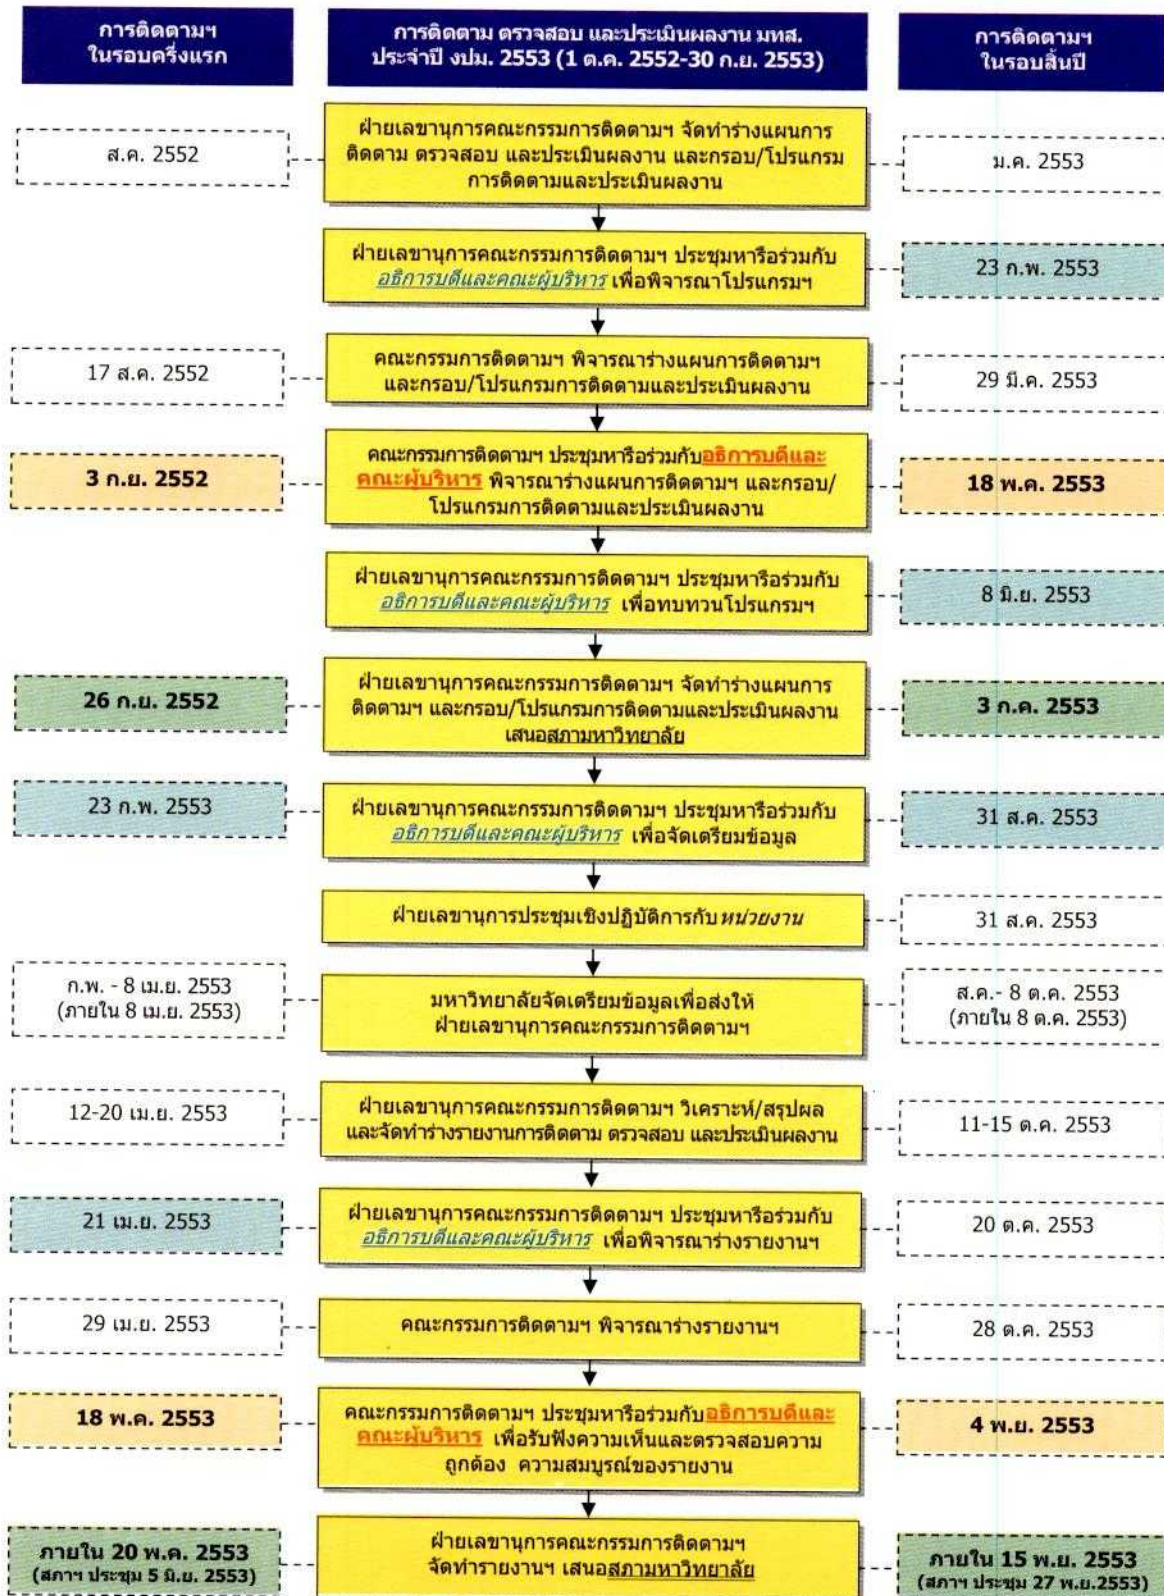 การติดตามฯ
ในรอบครึ่งแรก
การติดตาม ตรวจสอบ และประเมินผลงาน มทส.
ประจำปี งปม. 2553 (1 ต.ค. 2552-30 ก.ย. 2553)
การติดตามฯ
ในรอบสิ้นปี
ส.ค. 2552
ฝ่ายเลขานุการคณะกรรมการติดตามฯ จัดทำร่างแผนการ
ติดตาม ตรวจสอบ และประเมินผลงาน และกรอบ/โปรแกรม
การติดตามและประเมินผลงาน
ม.ค. 2553
ฝ่ายเลขานุการคณะกรรมการติดตามฯ ประชุมหารือร่วมกับ
อธิการบดีและคณะผู้บริหาร เพื่อพิจารณาโปรแกรมฯ
23 ก.พ. 2553
17 ส.ค. 2552
คณะกรรมการติดตามฯ พิจารณาร่างแผนการติดตามฯ
และกรอบ/โปรแกรมการติดตามและประเมินผลงาน
29 มี.ค. 2553
3 ก.ย. 2552
คณะกรรมการติดตามฯ ประชุมหารือร่วมกับอธิการบดีและ
คณะผู้บริหาร พิจารณาร่างแผนการติดตามฯ และกรอบ/
โปรแกรมการติดตามและประเมินผลงาน
18 พ.ค. 2553
ฝ่ายเลขานุการคณะกรรมการติดตามฯ ประชุมหารือร่วมกับ
อธิการบดีและคณะผู้บริหาร เพื่อทบทวนโปรแกรมฯ
8 มิ.ย. 2553
26 ก.ย. 2552
ฝ่ายเลขานุการคณะกรรมการติดตามฯ จัดทำร่างแผนการ
ติดตามฯ และกรอบ/โปรแกรมการติดตามและประเมินผลงาน
เสนอสภามหาวิทยาลัย
3 ก.ค. 2553
23 ก.พ. 2553
ฝ่ายเลขานุการคณะกรรมการติดตามฯ ประชุมหารือร่วมกับ
อธิการบดีและคณะผู้บริหาร เพื่อจัดเตรียมข้อมูล
31 ส.ค. 2553
ฝ่ายเลขานุการประชุมเชิงปฏิบัติการกับหน่วยงาน
31 ส.ค. 2553
ก.พ. - 8 เม.ย. 2553
(ภายใน 8 เม.ย. 2553)
มหาวิทยาลัยจัดเตรียมข้อมูลเพื่อส่งให้
ฝ่ายเลขานุการคณะกรรมการติดตามฯ
ส.ค.- 8 ต.ค. 2553
(ภายใน 8 ต.ค. 2553)
12-20 เม.ย. 2553
ฝ่ายเลขานุการคณะกรรมการติดตามฯ วิเคราะห์/สรุปผล
และจัดทำร่างรายงานการติดตาม ตรวจสอบ และประเมินผลงาน
11-15 ต.ค. 2553
21 เม.ย. 2553
ฝ่ายเลขานุการคณะกรรมการติดตามฯ ประชุมหารือร่วมกับ
อธิการบดีและคณะผู้บริหาร เพื่อพิจารณาร่างรายงานฯ
20 ต.ค. 2553
29 เม.ย. 2553
คณะกรรมการติดตามฯ พิจารณาร่างรายงานฯ
28 ต.ค. 2553
18 พ.ค. 2553
คณะกรรมการติดตามฯ ประชุมหารือร่วมกับอธิการบดีและ
คณะผู้บริหาร เพื่อรับฟังความเห็นและตรวจสอบความ
ถูกต้อง ความสมบูรณ์ของรายงาน
4 พ.ย. 2553
ภายใน 20 พ.ค. 2553
(สภาฯ ประชุม 5 มิ.ย. 2553)
ฝ่ายเลขานุการคณะกรรมการติดตามฯ
จัดทำรายงานฯ เสนอสภามหาวิทยาลัย
ภายใน 15 พ.ย. 2553
(สภาฯ ประชุม 27 พ.ย.2553)